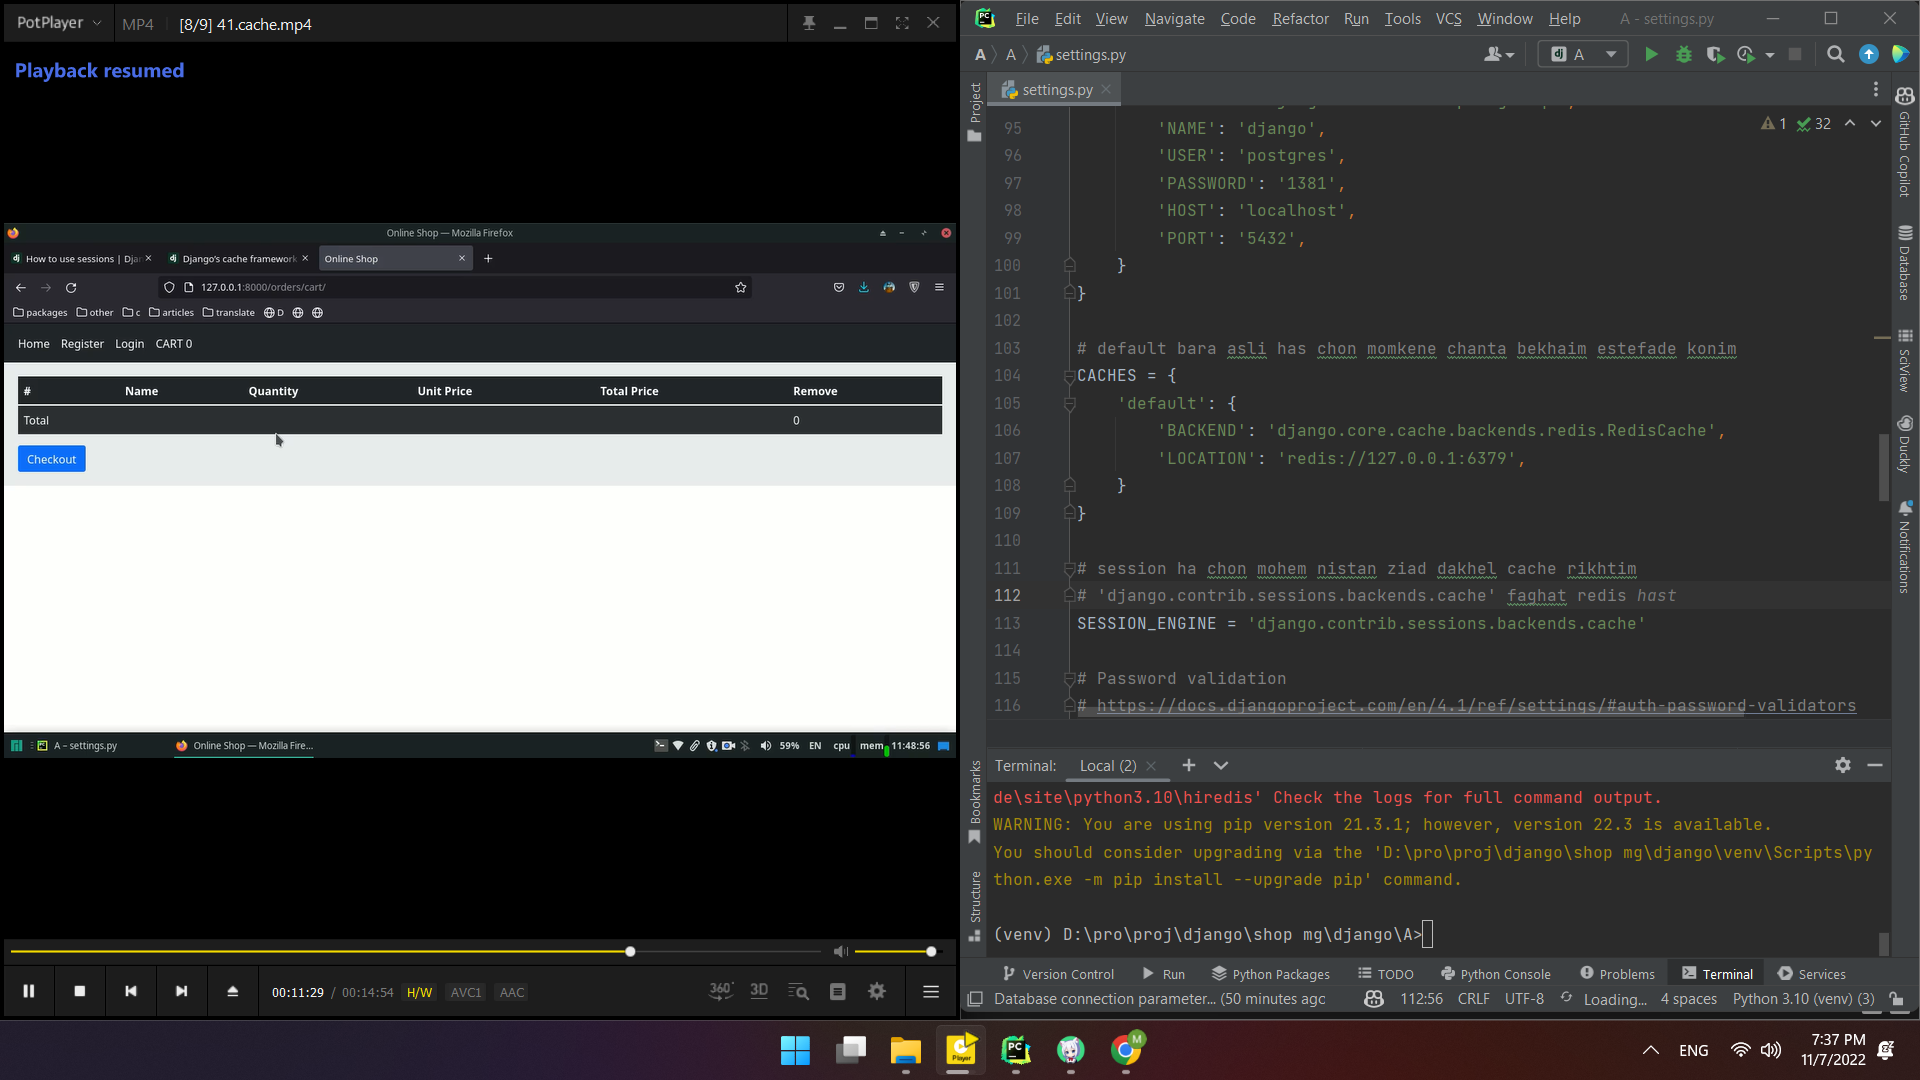 PotPlayer
MP4
[8/9] 41.cache.mp4
Playback resumed
Online Shop — Mozilla Firefox
How to use sessions | Djan
Django's cache framework
Online Shop
127.0.0.1:8000/orders/cart/
packages
other
c
articles
translate
D
Home
Register
Login
CART 0
# Name Quantity Unit Price Total Price Remove
Total 0
Checkout
A – settings.py
Online Shop — Mozilla Fire...
59%
EN
cpu
mem
11:48:56
00:11:29 / 00:14:54
H/W
AVC1
AAC
360°
3D
File Edit View Navigate Code Refactor Run Tools VCS Window Help
A - settings.py
A
A
settings.py
dj A
Project
settings.py
1
32
95 'NAME': 'django',
96 'USER': 'postgres',
97 'PASSWORD': '1381',
98 'HOST': 'localhost',
99 'PORT': '5432',
100 }
101 }
102
103 # default bara asli has chon momkene chanta bekhaim estefade konim
104 CACHES = {
105 'default': {
106 'BACKEND': 'django.core.cache.backends.redis.RedisCache',
107 'LOCATION': 'redis://127.0.0.1:6379',
108 }
109 }
110
111 # session ha chon mohem nistan ziad dakhel cache rikhtim
112 # 'django.contrib.sessions.backends.cache' faghat redis hast
113 SESSION_ENGINE = 'django.contrib.sessions.backends.cache'
114
115 # Password validation
116 # https://docs.djangoproject.com/en/4.1/ref/settings/#auth-password-validators
GitHub Copilot
Database
SciView
Duckly
Notifications
Bookmarks
Structure
Terminal:
Local (2)
de\site\python3.10\hiredis' Check the logs for full command output.
WARNING: You are using pip version 21.3.1; however, version 22.3 is available.
You should consider upgrading via the 'D:\pro\proj\django\shop mg\django\venv\Scripts\py
thon.exe -m pip install --upgrade pip' command.
(venv) D:\pro\proj\django\shop mg\django\A>
Version Control
Run
Python Packages
TODO
Python Console
Problems
Terminal
Services
Database connection parameter... (50 minutes agc
112:56
CRLF
UTF-8
Loading...
4 spaces
Python 3.10 (venv) (3)
Player
PC
M
ENG
7:37 PM
11/7/2022